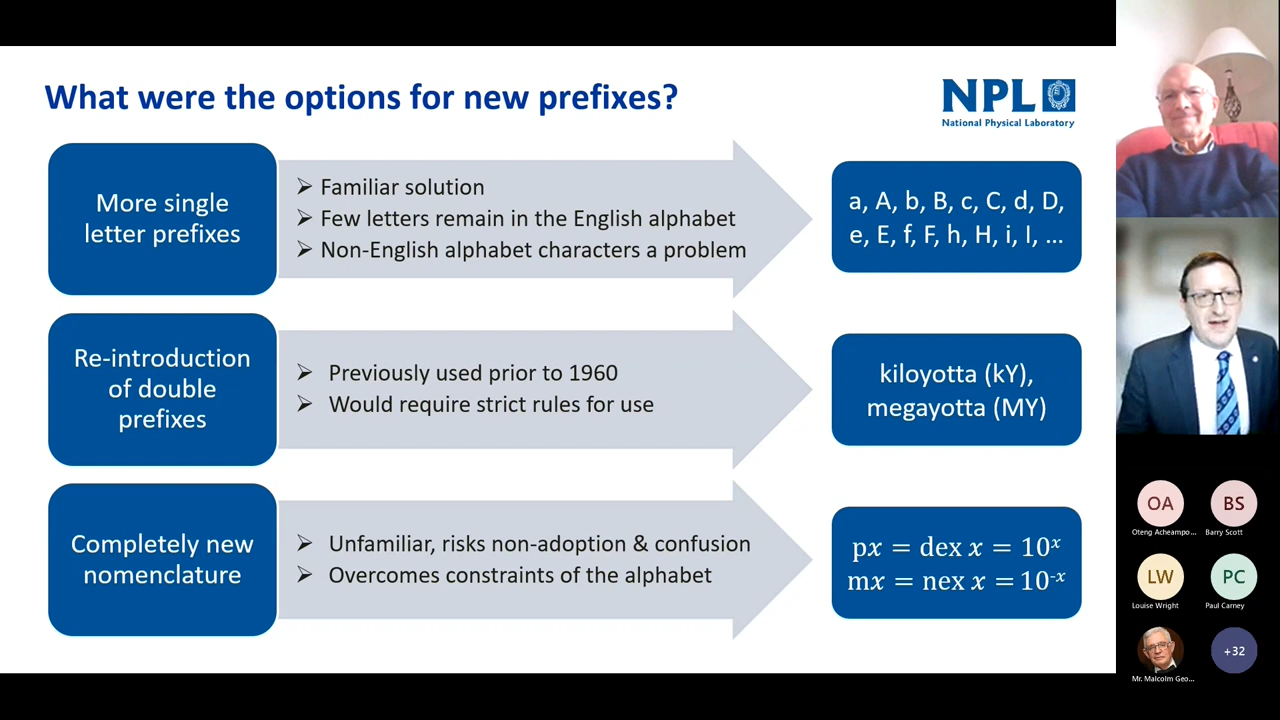 What were the options for new prefixes?
NPL
National Physical Laboratory
More single
letter prefixes
➢ Familiar solution
➢ Few letters remain in the English alphabet
➢ Non-English alphabet characters a problem
a, A, b, B, c, C, d, D,
e, E, f, F, h, H, i, I, ...
Re-introduction
of double
prefixes
➢ Previously used prior to 1960
➢ Would require strict rules for use
kiloyotta (kY),
megayotta (MY)
Completely new
nomenclature
➢ Unfamiliar, risks non-adoption & confusion
➢ Overcomes constraints of the alphabet
px = dex x = 10ˣ
mx = nex x = 10⁻ˣ
OA
Oteng Acheampo...
BS
Barry Scott
LW
Louise Wright
PC
Paul Carney
Mr. Malcolm Geo...
+32